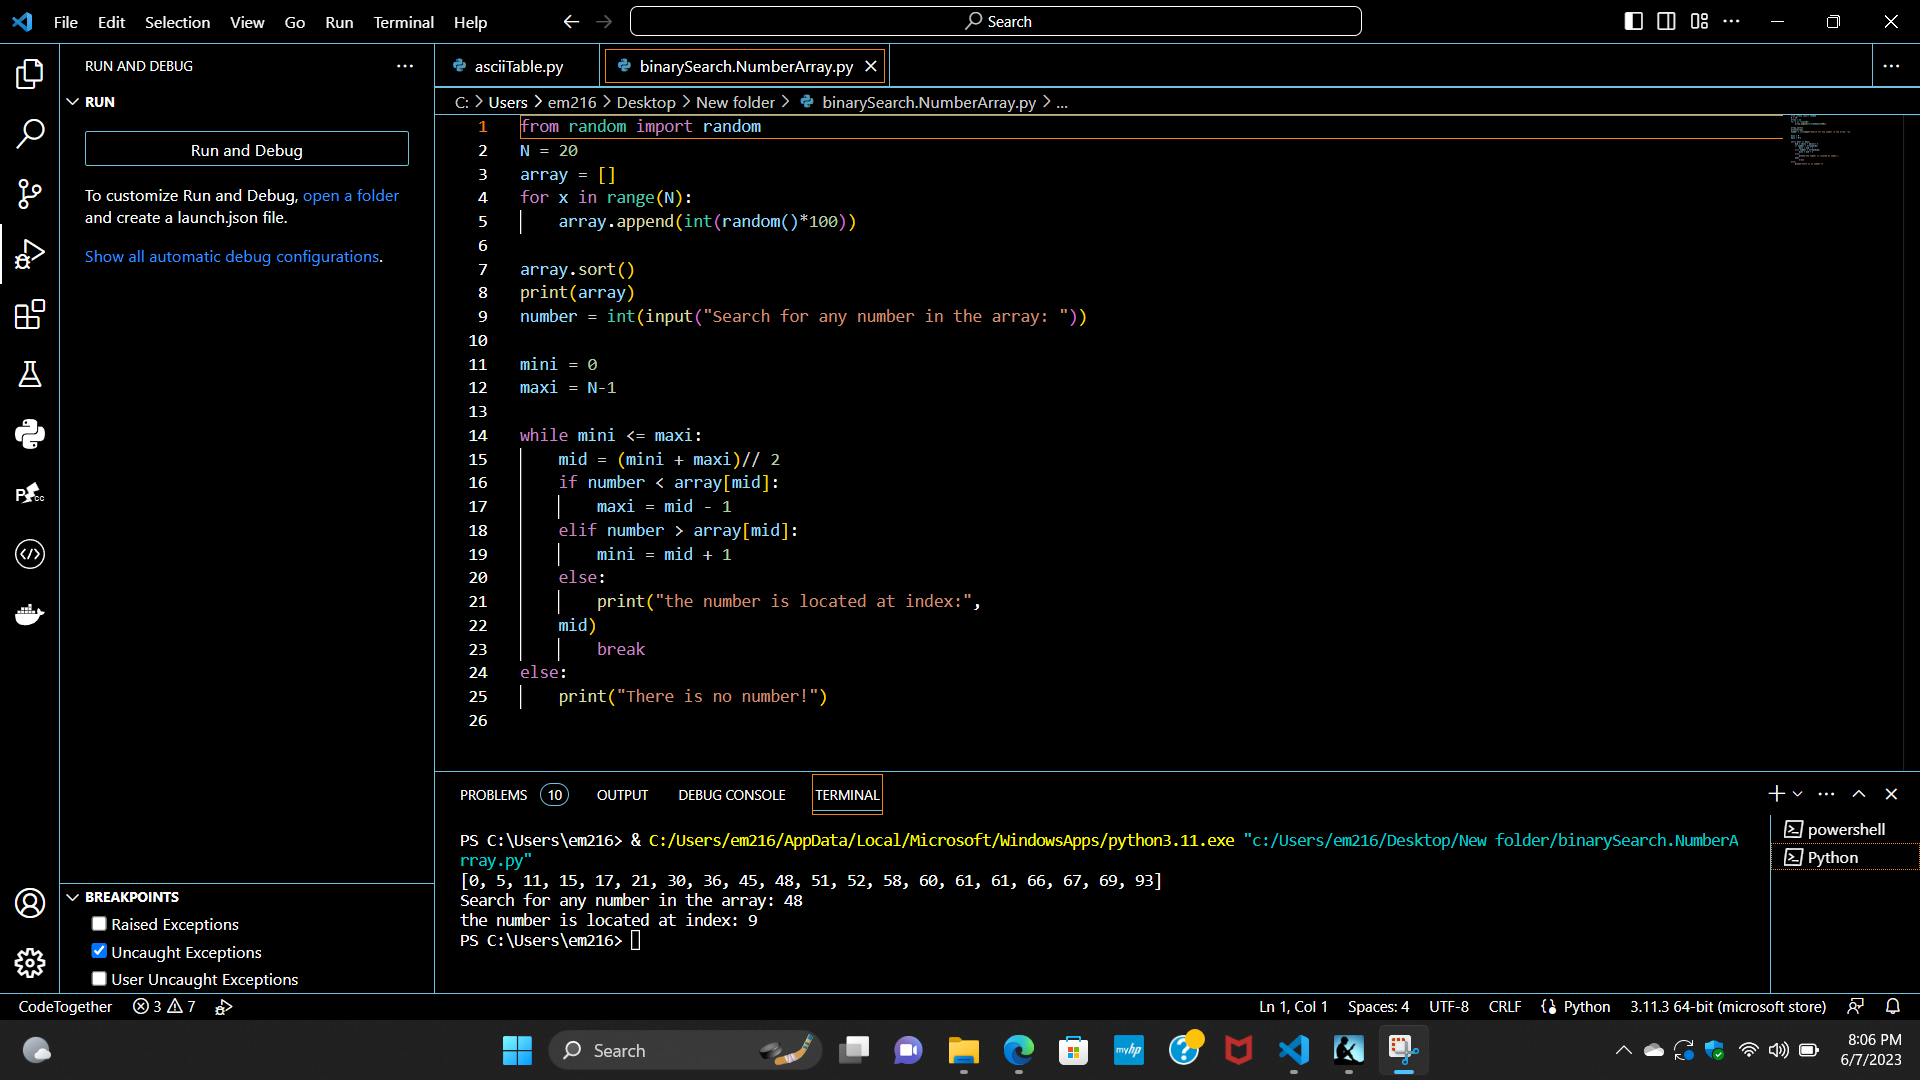 File Edit Selection View Go Run Terminal Help
Search
RUN AND DEBUG
RUN
Run and Debug
To customize Run and Debug, open a folder
and create a launch.json file.
Show all automatic debug configurations.
asciiTable.py
binarySearch.NumberArray.py
C: > Users > em216 > Desktop > New folder > binarySearch.NumberArray.py > ...
1 from random import random
2 N = 20
3 array = []
4 for x in range(N):
5     array.append(int(random()*100))
6
7 array.sort()
8 print(array)
9 number = int(input("Search for any number in the array: "))
10
11 mini = 0
12 maxi = N-1
13
14 while mini <= maxi:
15     mid = (mini + maxi)// 2
16     if number < array[mid]:
17         maxi = mid - 1
18     elif number > array[mid]:
19         mini = mid + 1
20     else:
21         print("the number is located at index:",
22     mid)
23         break
24 else:
25     print("There is no number!")
26
PROBLEMS 10 OUTPUT DEBUG CONSOLE TERMINAL
PS C:\Users\em216> & C:/Users/em216/AppData/Local/Microsoft/WindowsApps/python3.11.exe "c:/Users/em216/Desktop/New folder/binarySearch.NumberA
rray.py"
[0, 5, 11, 15, 17, 21, 30, 36, 45, 48, 51, 52, 58, 60, 61, 61, 66, 67, 69, 93]
Search for any number in the array: 48
the number is located at index: 9
PS C:\Users\em216>
powershell
Python
BREAKPOINTS
Raised Exceptions
Uncaught Exceptions
User Uncaught Exceptions
CodeTogether 3 7
Ln 1, Col 1 Spaces: 4 UTF-8 CRLF Python 3.11.3 64-bit (microsoft store)
Search
myhp
8:06 PM
6/7/2023